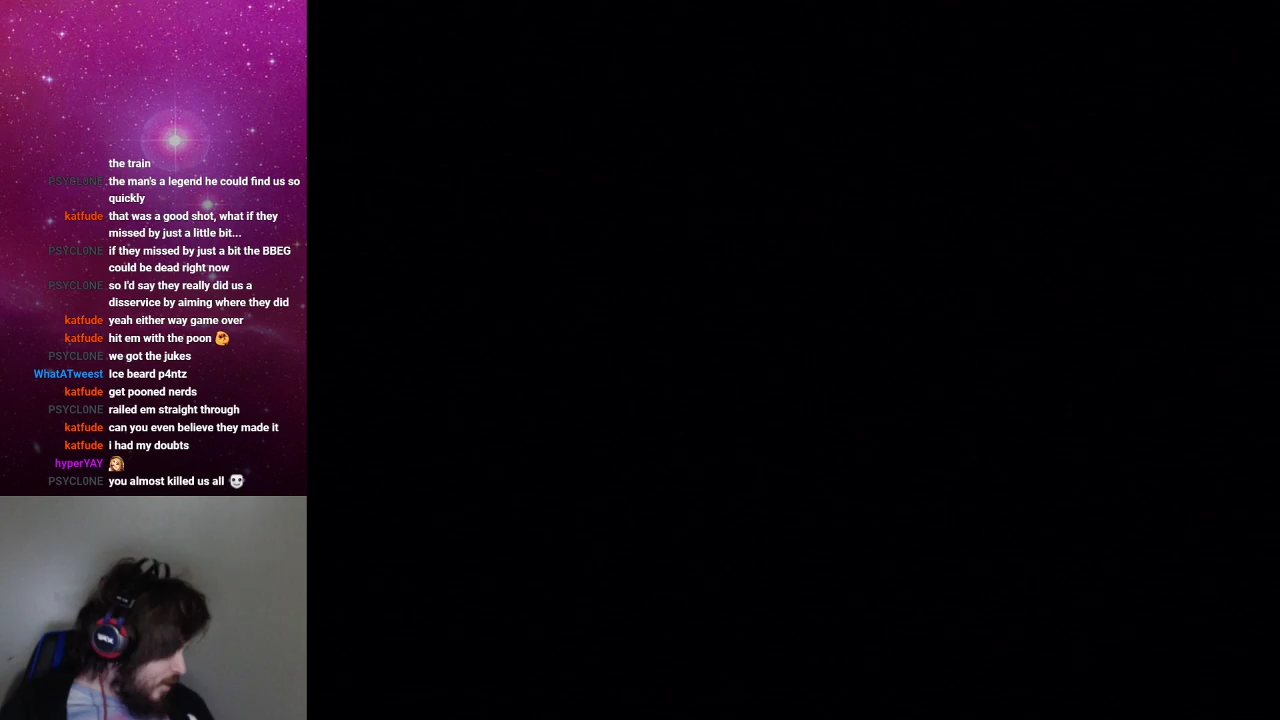 the train
PSYCL0NE the man's a legend he could find us so
quickly
katfude that was a good shot, what if they
missed by just a little bit...
PSYCL0NE if they missed by just a bit the BBEG
could be dead right now
PSYCL0NE so I'd say they really did us a
disservice by aiming where they did
katfude yeah either way game over
katfude hit em with the poon
PSYCL0NE we got the jukes
WhatATweest Ice beard p4ntz
katfude get pooned nerds
PSYCL0NE railed em straight through
katfude can you even believe they made it
katfude i had my doubts
hyperYAY
PSYCL0NE you almost killed us all